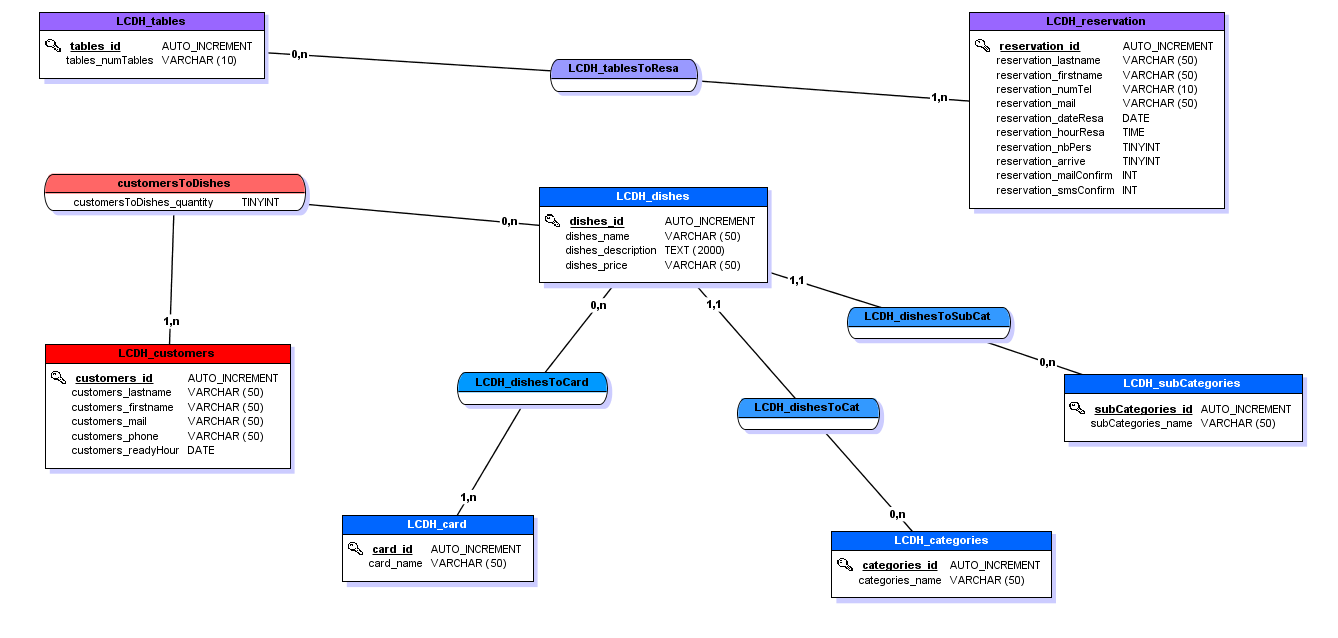 LCDH_tables
tables_id AUTO_INCREMENT
tables_numTables VARCHAR (10)
0,n
LCDH_tablesToResa
1,n
LCDH_reservation
reservation_id AUTO_INCREMENT
reservation_lastname VARCHAR (50)
reservation_firstname VARCHAR (50)
reservation_numTel VARCHAR (10)
reservation_mail VARCHAR (50)
reservation_dateResa DATE
reservation_hourResa TIME
reservation_nbPers TINYINT
reservation_arrive TINYINT
reservation_mailConfirm INT
reservation_smsConfirm INT
customersToDishes
customersToDishes_quantity TINYINT
0,n
1,n
LCDH_dishes
dishes_id AUTO_INCREMENT
dishes_name VARCHAR (50)
dishes_description TEXT (2000)
dishes_price VARCHAR (50)
0,n
1,1
1,1
LCDH_dishesToSubCat
0,n
LCDH_customers
customers_id AUTO_INCREMENT
customers_lastname VARCHAR (50)
customers_firstname VARCHAR (50)
customers_mail VARCHAR (50)
customers_phone VARCHAR (50)
customers_readyHour DATE
LCDH_dishesToCard
LCDH_dishesToCat
LCDH_subCategories
subCategories_id AUTO_INCREMENT
subCategories_name VARCHAR (50)
1,n
0,n
LCDH_card
card_id AUTO_INCREMENT
card_name VARCHAR (50)
LCDH_categories
categories_id AUTO_INCREMENT
categories_name VARCHAR (50)